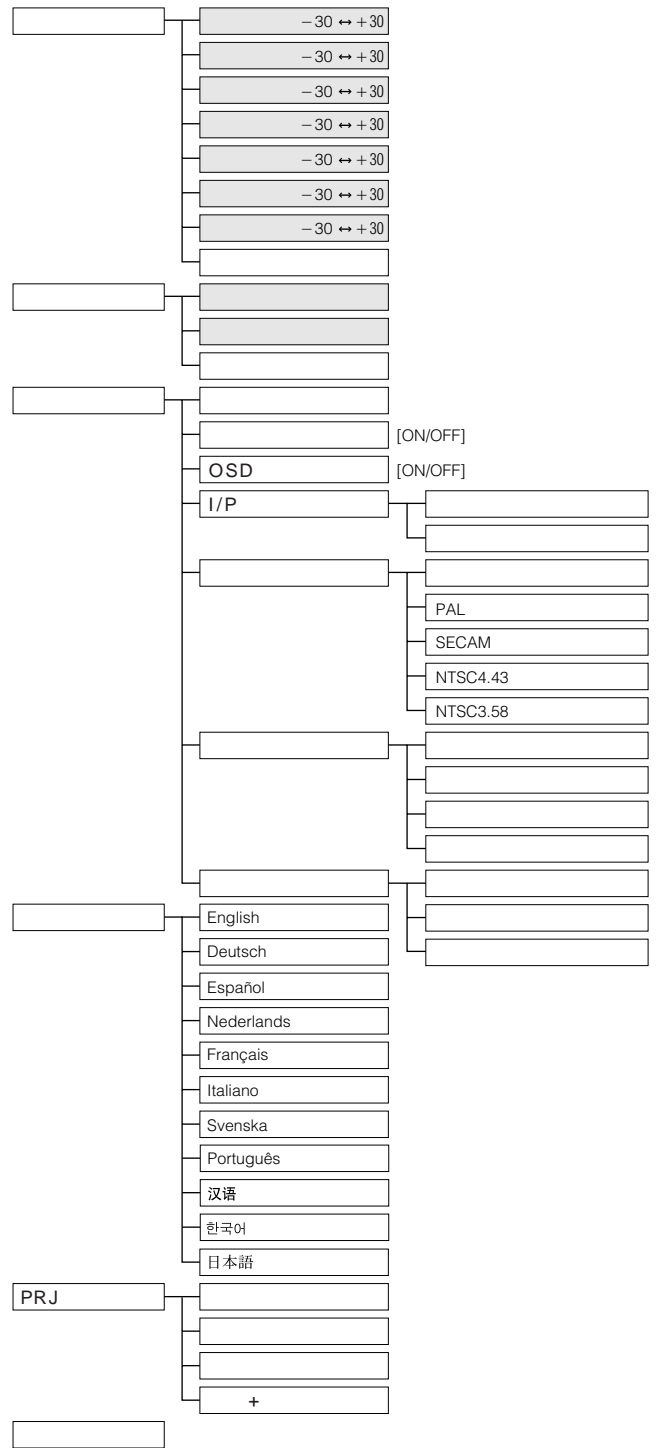 −30 ↔ +30
−30 ↔ +30
−30 ↔ +30
−30 ↔ +30
−30 ↔ +30
−30 ↔ +30
−30 ↔ +30
[ON/OFF]
OSD [ON/OFF]
I/P
PAL
SECAM
NTSC4.43
NTSC3.58
English
Deutsch
Español
Nederlands
Français
Italiano
Svenska
Português
汉语
한국어
日本語
PRJ
+